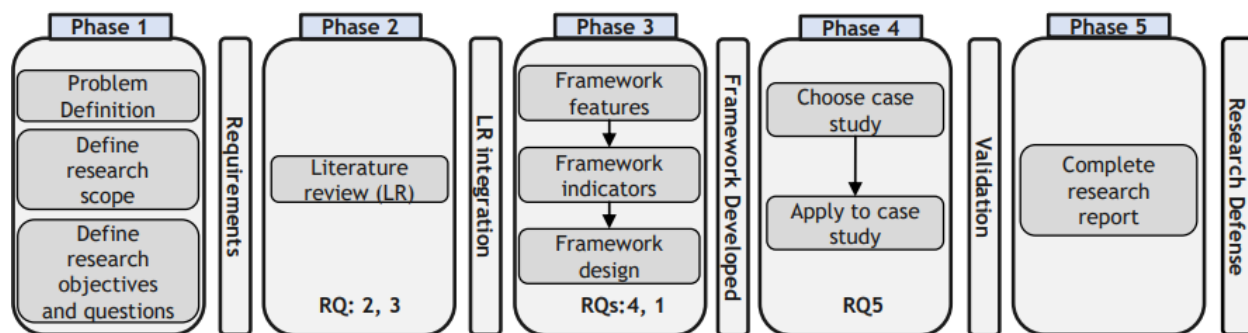 Phase 1
Problem
Definition
Define
research
scope
Define
research
objectives
and questions
Requirements
Phase 2
Literature
review (LR)
RQ: 2, 3
LR integration
Phase 3
Framework
features
Framework
indicators
Framework
design
RQs:4, 1
Framework Developed
Phase 4
Choose case
study
Apply to case
study
RQ5
Validation
Phase 5
Complete
research
report
Research Defense